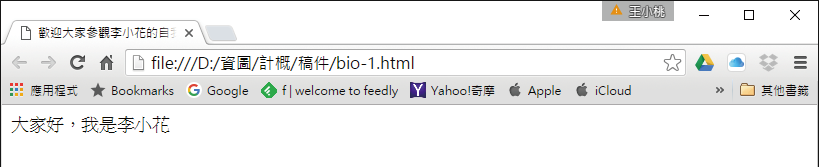 王小桃
歡迎大家參觀李小花的自我
file:///D:/資圖/計概/稿件/bio-1.html
應用程式 Bookmarks Google f | welcome to feedly Yahoo!奇摩 Apple iCloud » 其他書籤
大家好，我是李小花